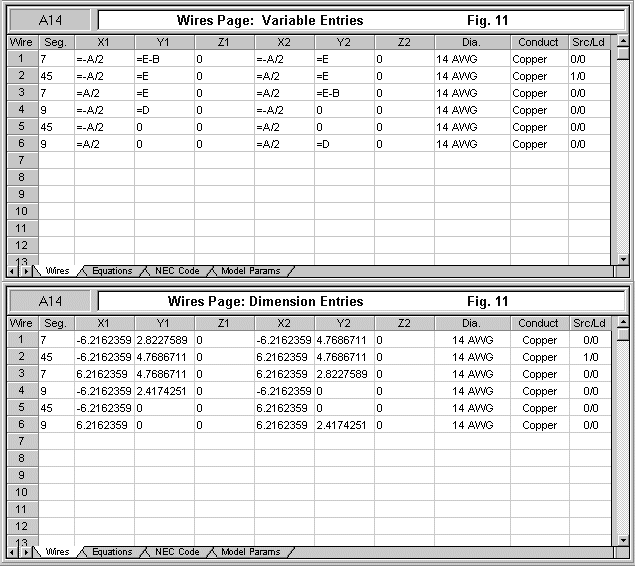 A14 Wires Page: Variable Entries Fig. 11
Wire Seg. X1 Y1 Z1 X2 Y2 Z2 Dia. Conduct Src/Ld
1 7 =-A/2 =E-B 0 =-A/2 =E 0 14 AWG Copper 0/0
2 45 =-A/2 =E 0 =A/2 =E 0 14 AWG Copper 1/0
3 7 =A/2 =E 0 =A/2 =E-B 0 14 AWG Copper 0/0
4 9 =-A/2 =D 0 =-A/2 0 0 14 AWG Copper 0/0
5 45 =-A/2 0 0 =A/2 0 0 14 AWG Copper 0/0
6 9 =A/2 0 0 =A/2 =D 0 14 AWG Copper 0/0
7
8
9
10
11
12
13
Wires Equations NEC Code Model Params
A14 Wires Page: Dimension Entries Fig. 11
Wire Seg. X1 Y1 Z1 X2 Y2 Z2 Dia. Conduct Src/Ld
1 7 -6.2162359 2.8227589 0 -6.2162359 4.7686711 0 14 AWG Copper 0/0
2 45 -6.2162359 4.7686711 0 6.2162359 4.7686711 0 14 AWG Copper 1/0
3 7 6.2162359 4.7686711 0 6.2162359 2.8227589 0 14 AWG Copper 0/0
4 9 -6.2162359 2.4174251 0 -6.2162359 0 0 14 AWG Copper 0/0
5 45 -6.2162359 0 0 6.2162359 0 0 14 AWG Copper 0/0
6 9 6.2162359 0 0 6.2162359 2.4174251 0 14 AWG Copper 0/0
7
8
9
10
11
12
13
Wires Equations NEC Code Model Params